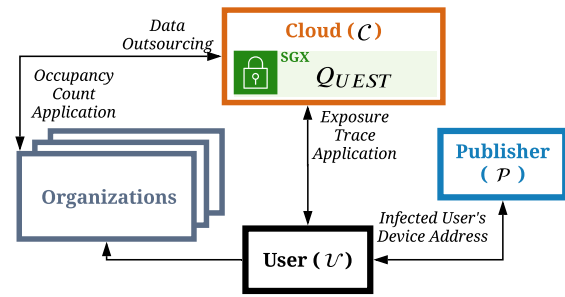 Data
Outsourcing
Cloud (𝒞)
SGX
QUEST
Occupancy
Count
Application
Exposure
Trace
Application
Publisher
(𝒫)
Organizations
Infected User's
Device Address
User (𝒰)